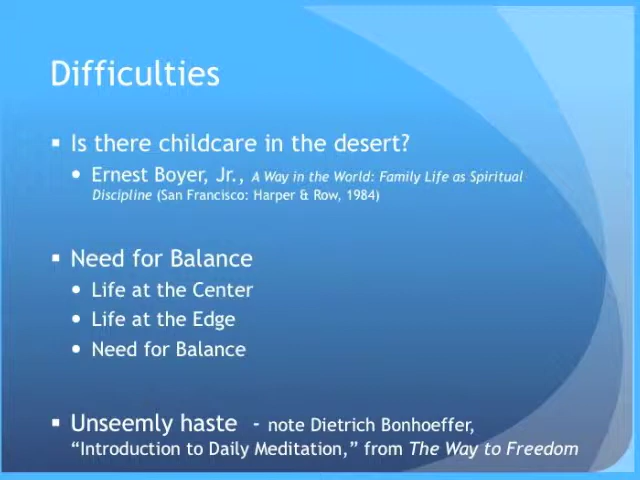 Difficulties
Is there childcare in the desert?
Ernest Boyer, Jr., A Way in the World: Family Life as Spiritual
Discipline (San Francisco: Harper & Row, 1984)
Need for Balance
Life at the Center
Life at the Edge
Need for Balance
Unseemly haste - note Dietrich Bonhoeffer,
“Introduction to Daily Meditation,” from The Way to Freedom